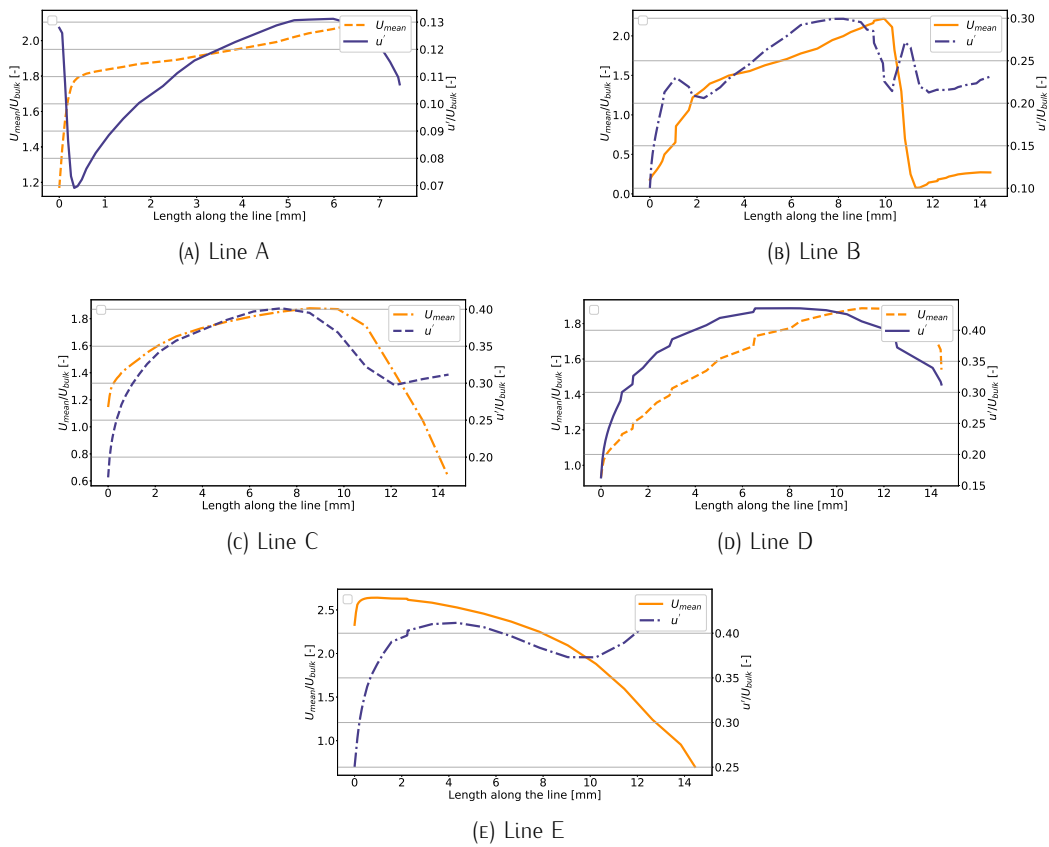 2.0
1.8
1.6
1.4
1.2
U_mean/U_bulk [-]
0.13
0.12
0.11
0.10
0.09
0.08
0.07
u'/U_bulk [-]
U_mean
u'
0 1 2 3 4 5 6 7
Length along the line [mm]
(A) Line A
2.0
1.5
1.0
0.5
0.0
U_mean/U_bulk [-]
0.30
0.25
0.20
0.15
0.10
u'/U_bulk [-]
U_mean
u'
0 2 4 6 8 10 12 14
Length along the line [mm]
(B) Line B
1.8
1.6
1.4
1.2
1.0
0.8
0.6
U_mean/U_bulk [-]
0.40
0.35
0.30
0.25
0.20
u'/U_bulk [-]
U_mean
u'
0 2 4 6 8 10 12 14
Length along the line [mm]
(C) Line C
1.8
1.6
1.4
1.2
1.0
U_mean/U_bulk [-]
0.40
0.35
0.30
0.25
0.20
0.15
u'/U_bulk [-]
U_mean
u'
0 2 4 6 8 10 12 14
Length along the line [mm]
(D) Line D
2.5
2.0
1.5
1.0
U_mean/U_bulk [-]
0.40
0.35
0.30
0.25
u'/U_bulk [-]
U_mean
u'
0 2 4 6 8 10 12 14
Length along the line [mm]
(E) Line E